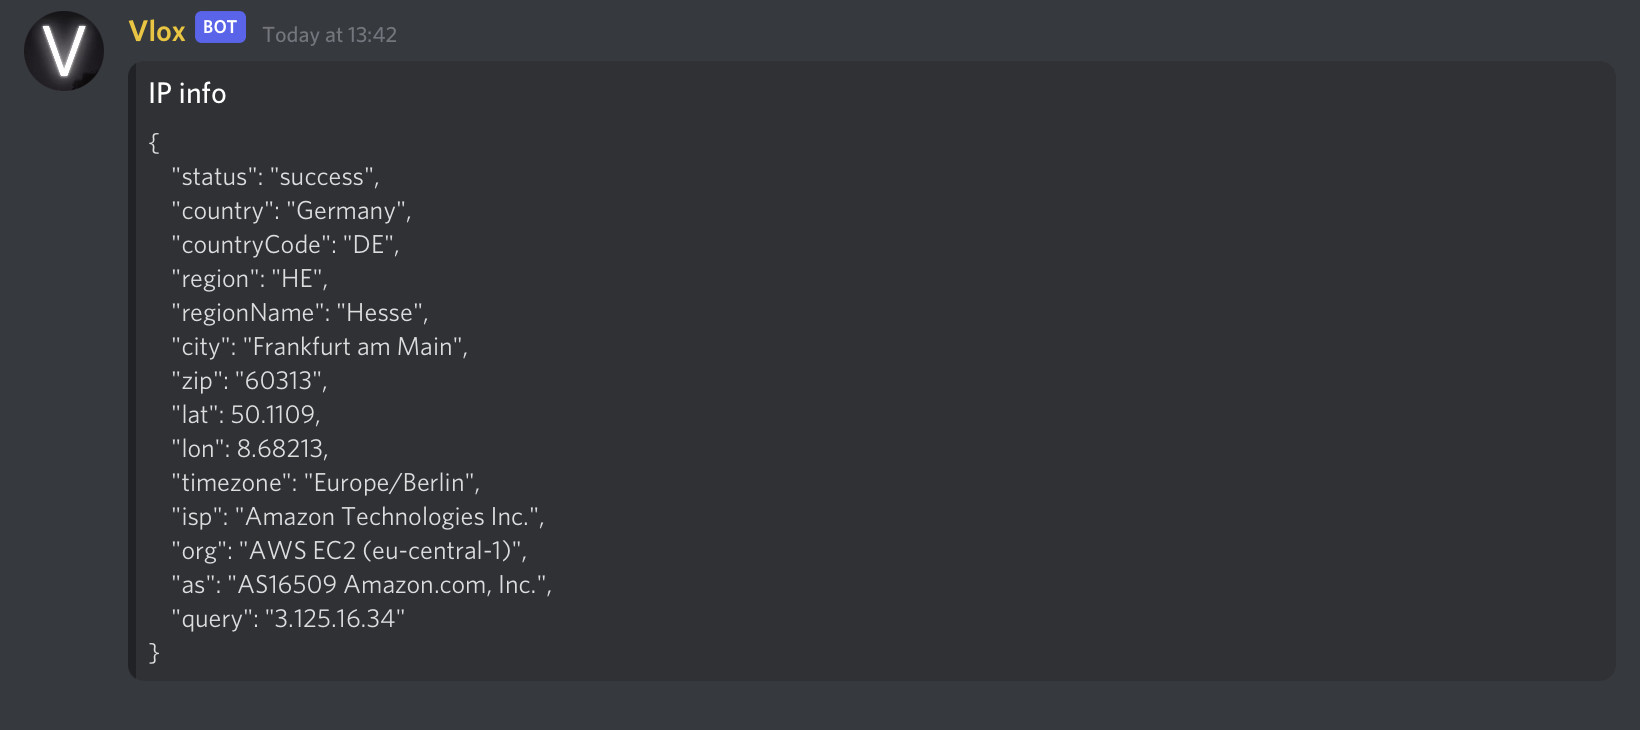 V
Vlox BOT Today at 13:42
IP info
{
    "status": "success",
    "country": "Germany",
    "countryCode": "DE",
    "region": "HE",
    "regionName": "Hesse",
    "city": "Frankfurt am Main",
    "zip": "60313",
    "lat": 50.1109,
    "lon": 8.68213,
    "timezone": "Europe/Berlin",
    "isp": "Amazon Technologies Inc.",
    "org": "AWS EC2 (eu-central-1)",
    "as": "AS16509 Amazon.com, Inc.",
    "query": "3.125.16.34"
}